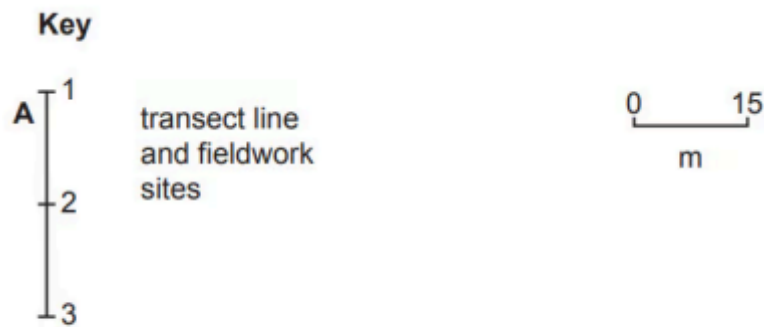 Key
A
1
2
3
transect line
and fieldwork
sites
0 15
m